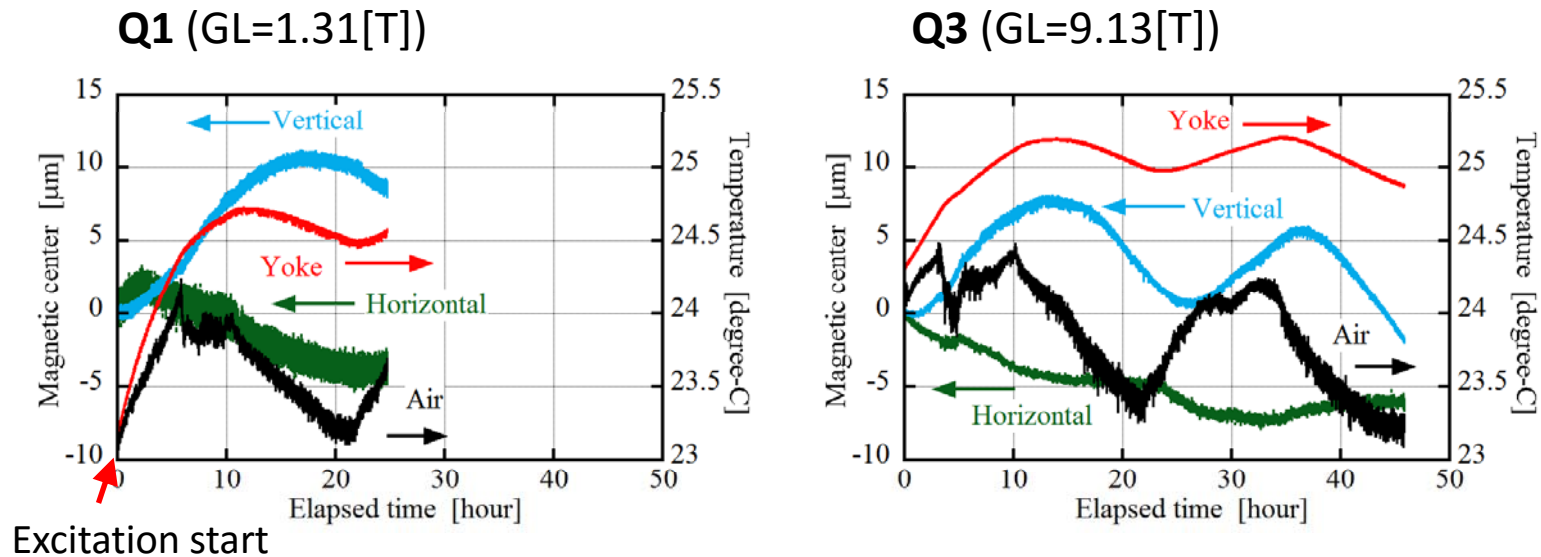 Q1 (GL=1.31[T])
15
10
5
0
-5
-10
Magnetic center [µm]
25.5
25
24.5
24
23.5
23
Temperature [degree-C]
Vertical
Yoke
Horizontal
Air
0 10 20 30 40 50
Elapsed time [hour]
Excitation start
Q3 (GL=9.13[T])
15
10
5
0
-5
-10
Magnetic center [µm]
25.5
25
24.5
24
23.5
23
Temperature [degree-C]
Yoke
Vertical
Air
Horizontal
0 10 20 30 40 50
Elapsed time [hour]